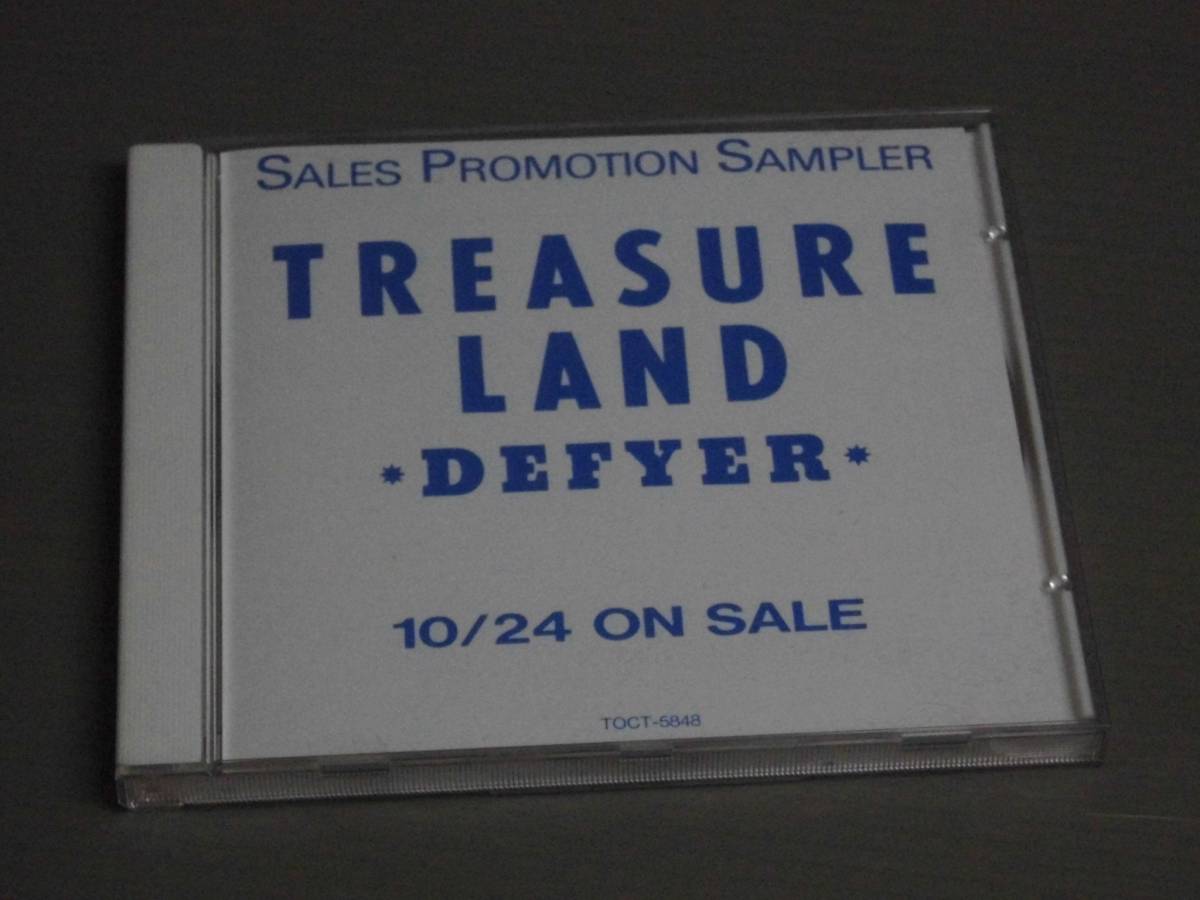 SALES PROMOTION SAMPLER
TREASURE
LAND
*DEFYER*
10/24 ON SALE
TOCT-5848